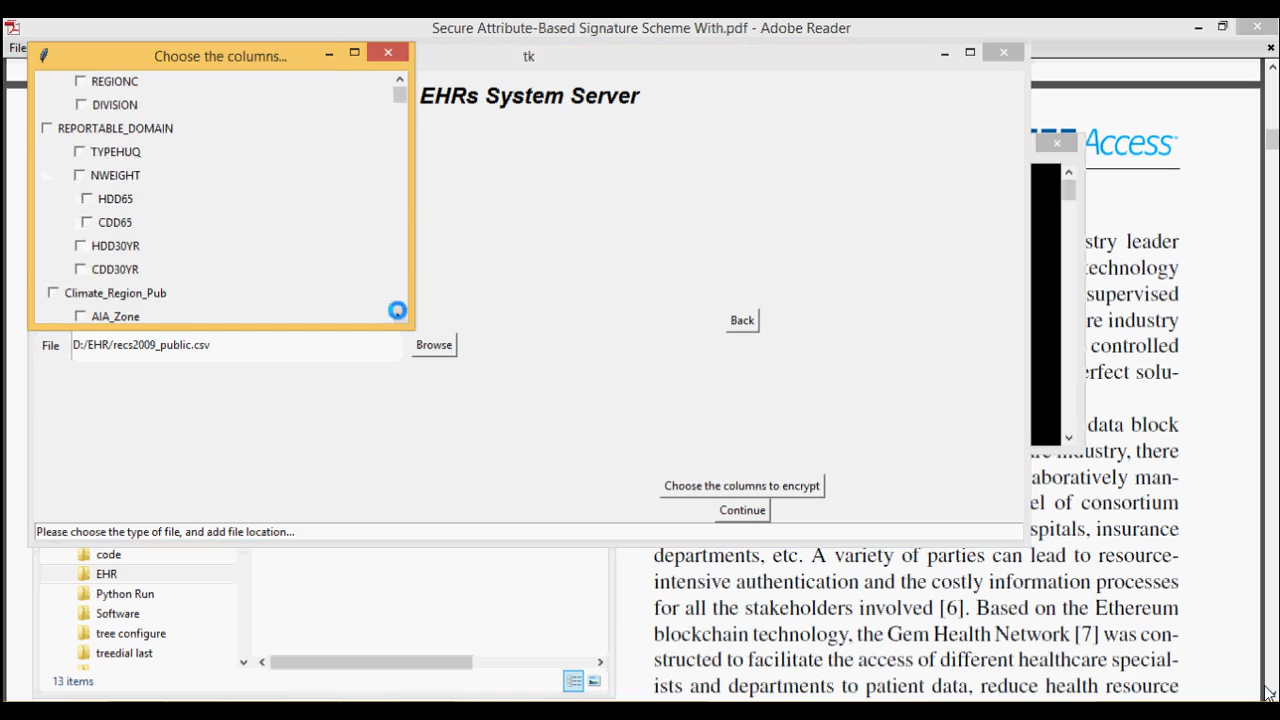 Secure Attribute-Based Signature Scheme With.pdf - Adobe Reader
File
Choose the columns...
tk
REGIONC
DIVISION
REPORTABLE_DOMAIN
TYPEHUQ
NWEIGHT
HDD65
CDD65
HDD30YR
CDD30YR
Climate_Region_Pub
AIA_Zone
EHRs System Server
Back
File
D:/EHR/recs2009_public.csv
Browse
Choose the columns to encrypt
Continue
Please choose the type of file, and add file location...
code
EHR
Python Run
Software
tree configure
treedial last
13 items
Access
stry leader
technology
supervised
re industry
controlled
rfect solu-
data block
industry, there
aboratively man-
el of consortium
spitals, insurance
departments, etc. A variety of parties can lead to resource-
intensive authentication and the costly information processes
for all the stakeholders involved [6]. Based on the Ethereum
blockchain technology, the Gem Health Network [7] was con-
structed to facilitate the access of different healthcare special-
ists and departments to patient data, reduce health resource